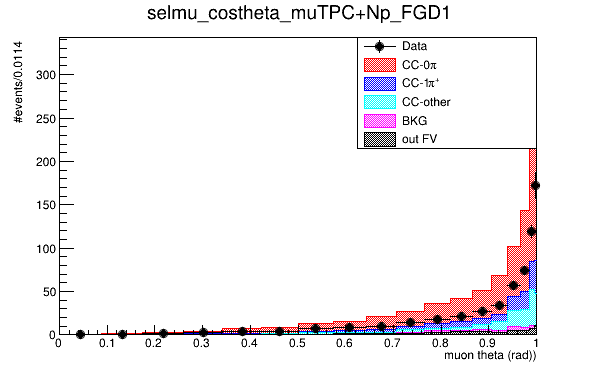 selmu_costheta_muTPC+Np_FGD1
#events/0.0114
Data
CC-0π
CC-1π⁺
CC-other
BKG
out FV
300
250
200
150
100
50
0
0 0.1 0.2 0.3 0.4 0.5 0.6 0.7 0.8 0.9 1
muon theta (rad))